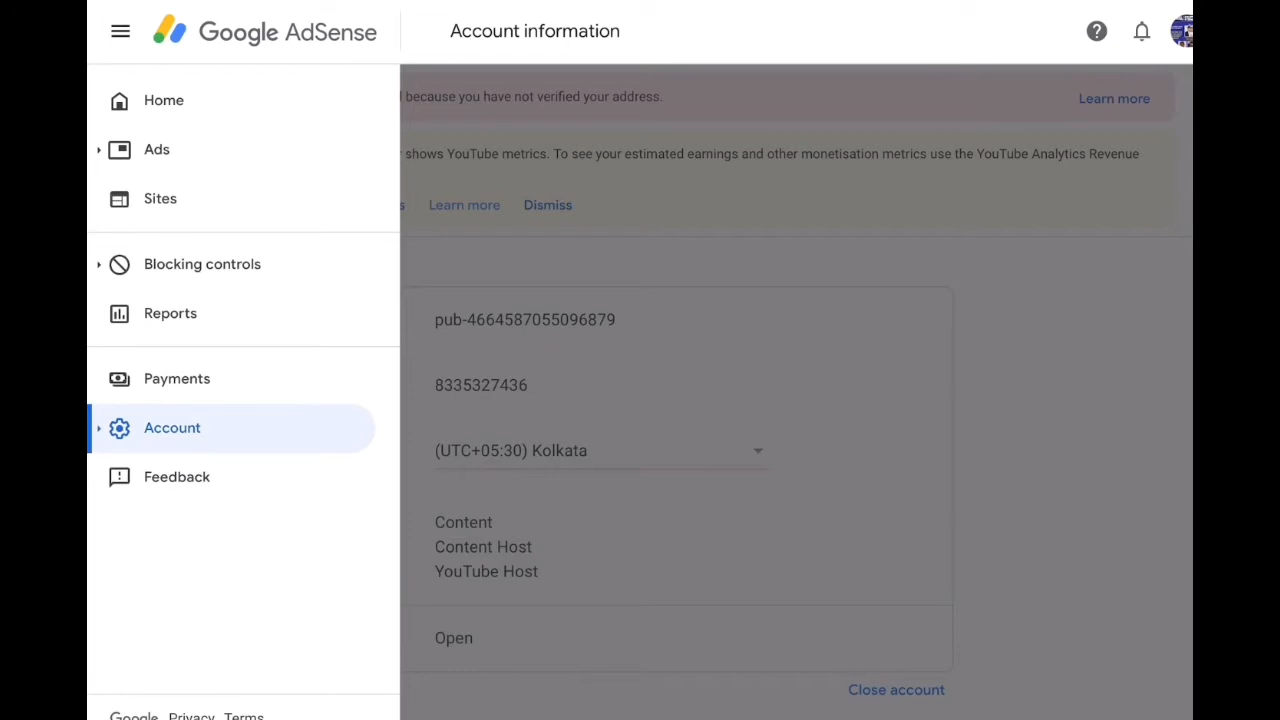 Google AdSense
Account information
Home
Ads
Sites
Blocking controls
Reports
Payments
Account
Feedback
Google Privacy Terms
because you have not verified your address.
Learn more
shows YouTube metrics. To see your estimated earnings and other monetisation metrics use the YouTube Analytics Revenue
Learn more Dismiss
pub-4664587055096879
8335327436
(UTC+05:30) Kolkata
Content
Content Host
YouTube Host
Open
Close account